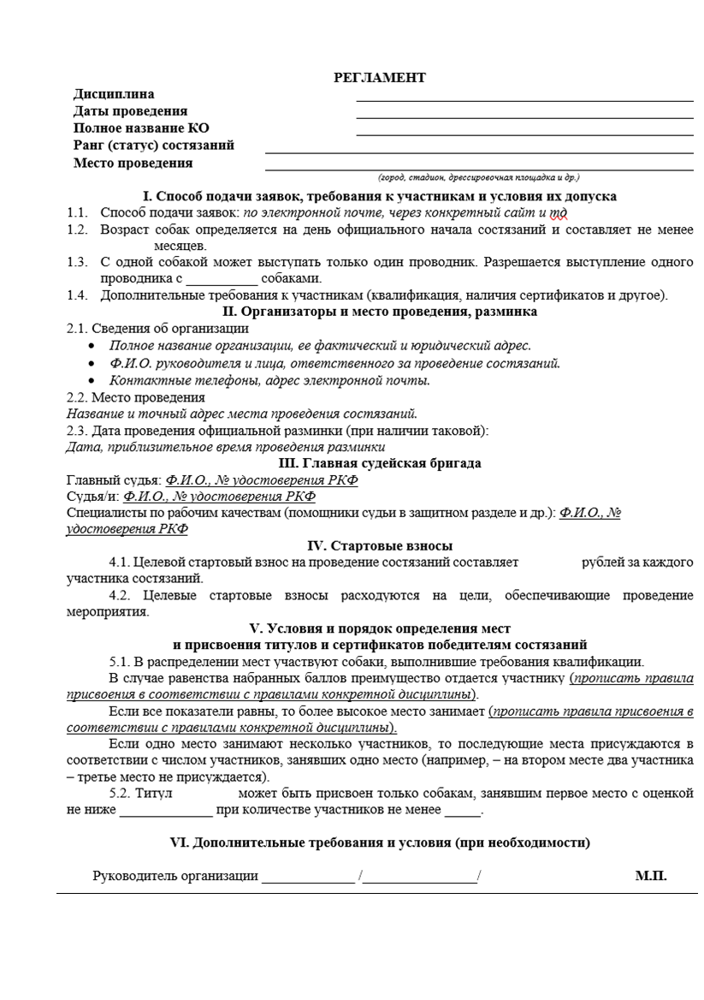 РЕГЛАМЕНТ
Дисциплина
Даты проведения
Полное название КО
Ранг (статус) состязаний
Место проведения
(город, стадион, дрессировочная площадка и др.)
I. Способ подачи заявок, требования к участникам и условия их допуска
1.1. Способ подачи заявок: по электронной почте, через конкретный сайт и тд
1.2. Возраст собак определяется на день официального начала состязаний и составляет не менее
месяцев.
1.3. С одной собакой может выступать только один проводник. Разрешается выступление одного
проводника с __________ собаками.
1.4. Дополнительные требования к участникам (квалификация, наличия сертификатов и другое).
II. Организаторы и место проведения, разминка
2.1. Сведения об организации
• Полное название организации, ее фактический и юридический адрес.
• Ф.И.О. руководителя и лица, ответственного за проведение состязаний.
• Контактные телефоны, адрес электронной почты.
2.2. Место проведения
Название и точный адрес места проведения состязаний.
2.3. Дата проведения официальной разминки (при наличии таковой):
Дата, приблизительное время проведения разминки
III. Главная судейская бригада
Главный судья: Ф.И.О., № удостоверения РКФ
Судья/и: Ф.И.О., № удостоверения РКФ
Специалисты по рабочим качествам (помощники судьи в защитном разделе и др.): Ф.И.О., №
удостоверения РКФ
IV. Стартовые взносы
4.1. Целевой стартовый взнос на проведение состязаний составляет рублей за каждого
участника состязаний.
4.2. Целевые стартовые взносы расходуются на цели, обеспечивающие проведение
мероприятия.
V. Условия и порядок определения мест
и присвоения титулов и сертификатов победителям состязаний
5.1. В распределении мест участвуют собаки, выполнившие требования квалификации.
В случае равенства набранных баллов преимущество отдается участнику (прописать правила
присвоения в соответствии с правилами конкретной дисциплины).
Если все показатели равны, то более высокое место занимает (прописать правила присвоения в
соответствии с правилами конкретной дисциплины).
Если одно место занимают несколько участников, то последующие места присуждаются в
соответствии с числом участников, занявших одно место (например, – на втором месте два участника
– третье место не присуждается).
5.2. Титул может быть присвоен только собакам, занявшим первое место с оценкой
не ниже _____________ при количестве участников не менее _____.
VI. Дополнительные требования и условия (при необходимости)
Руководитель организации _____________ /________________/ М.П.